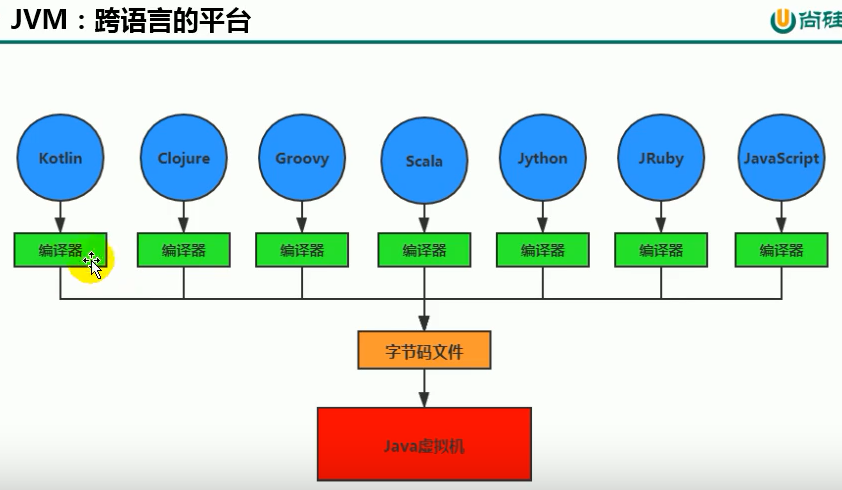 JVM：跨语言的平台
尚硅
Kotlin
Clojure
Groovy
Scala
Jython
JRuby
JavaScript
编译器
编译器
编译器
编译器
编译器
编译器
编译器
字节码文件
Java虚拟机